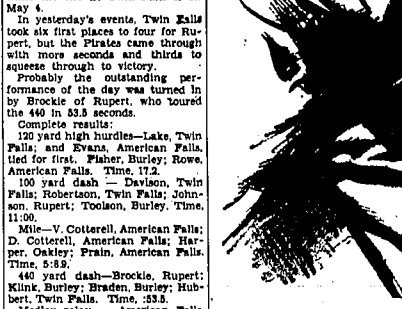 May 4.
In yesterday's events, Twin Falls
took six first places to four for Ru-
pert, but the Pirates came through
with more seconds and thirds to
squeeze through to victory.
Probably the outstanding per-
formance of the day was turned in
by Brockie of Rupert, who toured
the 440 in 53.5 seconds.
Complete results:
120 yard high hurdles—Lake, Twin
Falls; and Evans, American Falls,
tied for first. Fisher, Burley; Rowe,
American Falls. Time, 17.2.
100 yard dash — Davison, Twin
Falls; Robertson, Twin Falls; John-
son, Rupert; Toolson, Burley. Time,
11:00.
Mile—V. Cotterell, American Falls;
D. Cotterell, American Falls; Har-
per, Oakley; Prain, American Falls.
Time, 5:8.9.
440 yard dash—Brockie, Rupert;
Klink, Burley; Braden, Burley; Hub-
bert, Twin Falls. Time, :53.5.